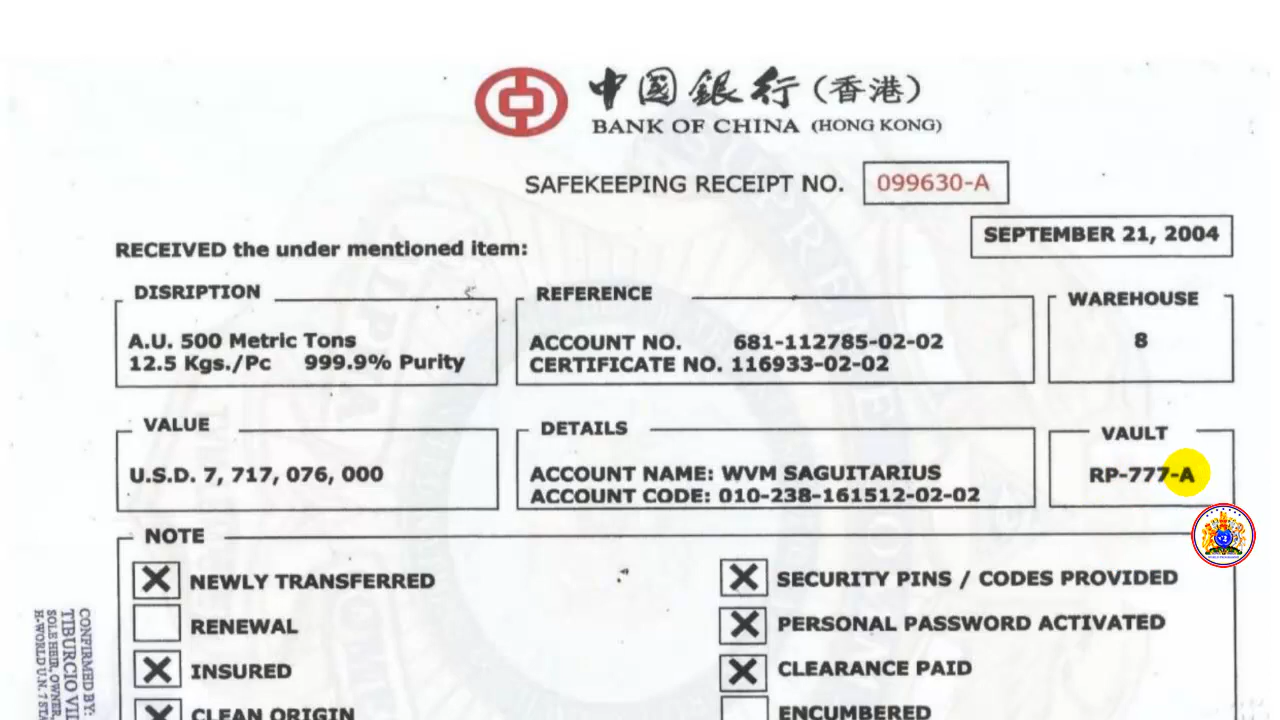 中國銀行(香港)
BANK OF CHINA (HONG KONG)
SAFEKEEPING RECEIPT NO. 099630-A
SEPTEMBER 21, 2004
RECEIVED the under mentioned item:
DISRIPTION
A.U. 500 Metric Tons
12.5 Kgs./Pc 999.9% Purity
REFERENCE
ACCOUNT NO. 681-112785-02-02
CERTIFICATE NO. 116933-02-02
WAREHOUSE
8
VALUE
U.S.D. 7, 717, 076, 000
DETAILS
ACCOUNT NAME: WVM SAGUITARIUS
ACCOUNT CODE: 010-238-161512-02-02
VAULT
RP-777-A
NOTE
NEWLY TRANSFERRED
RENEWAL
INSURED
CLEAN ORIGIN
SECURITY PINS / CODES PROVIDED
PERSONAL PASSWORD ACTIVATED
CLEARANCE PAID
ENCUMBERED
CONFIRMED BY:
TIBURCIO
SOLE HEIR, OWNER,